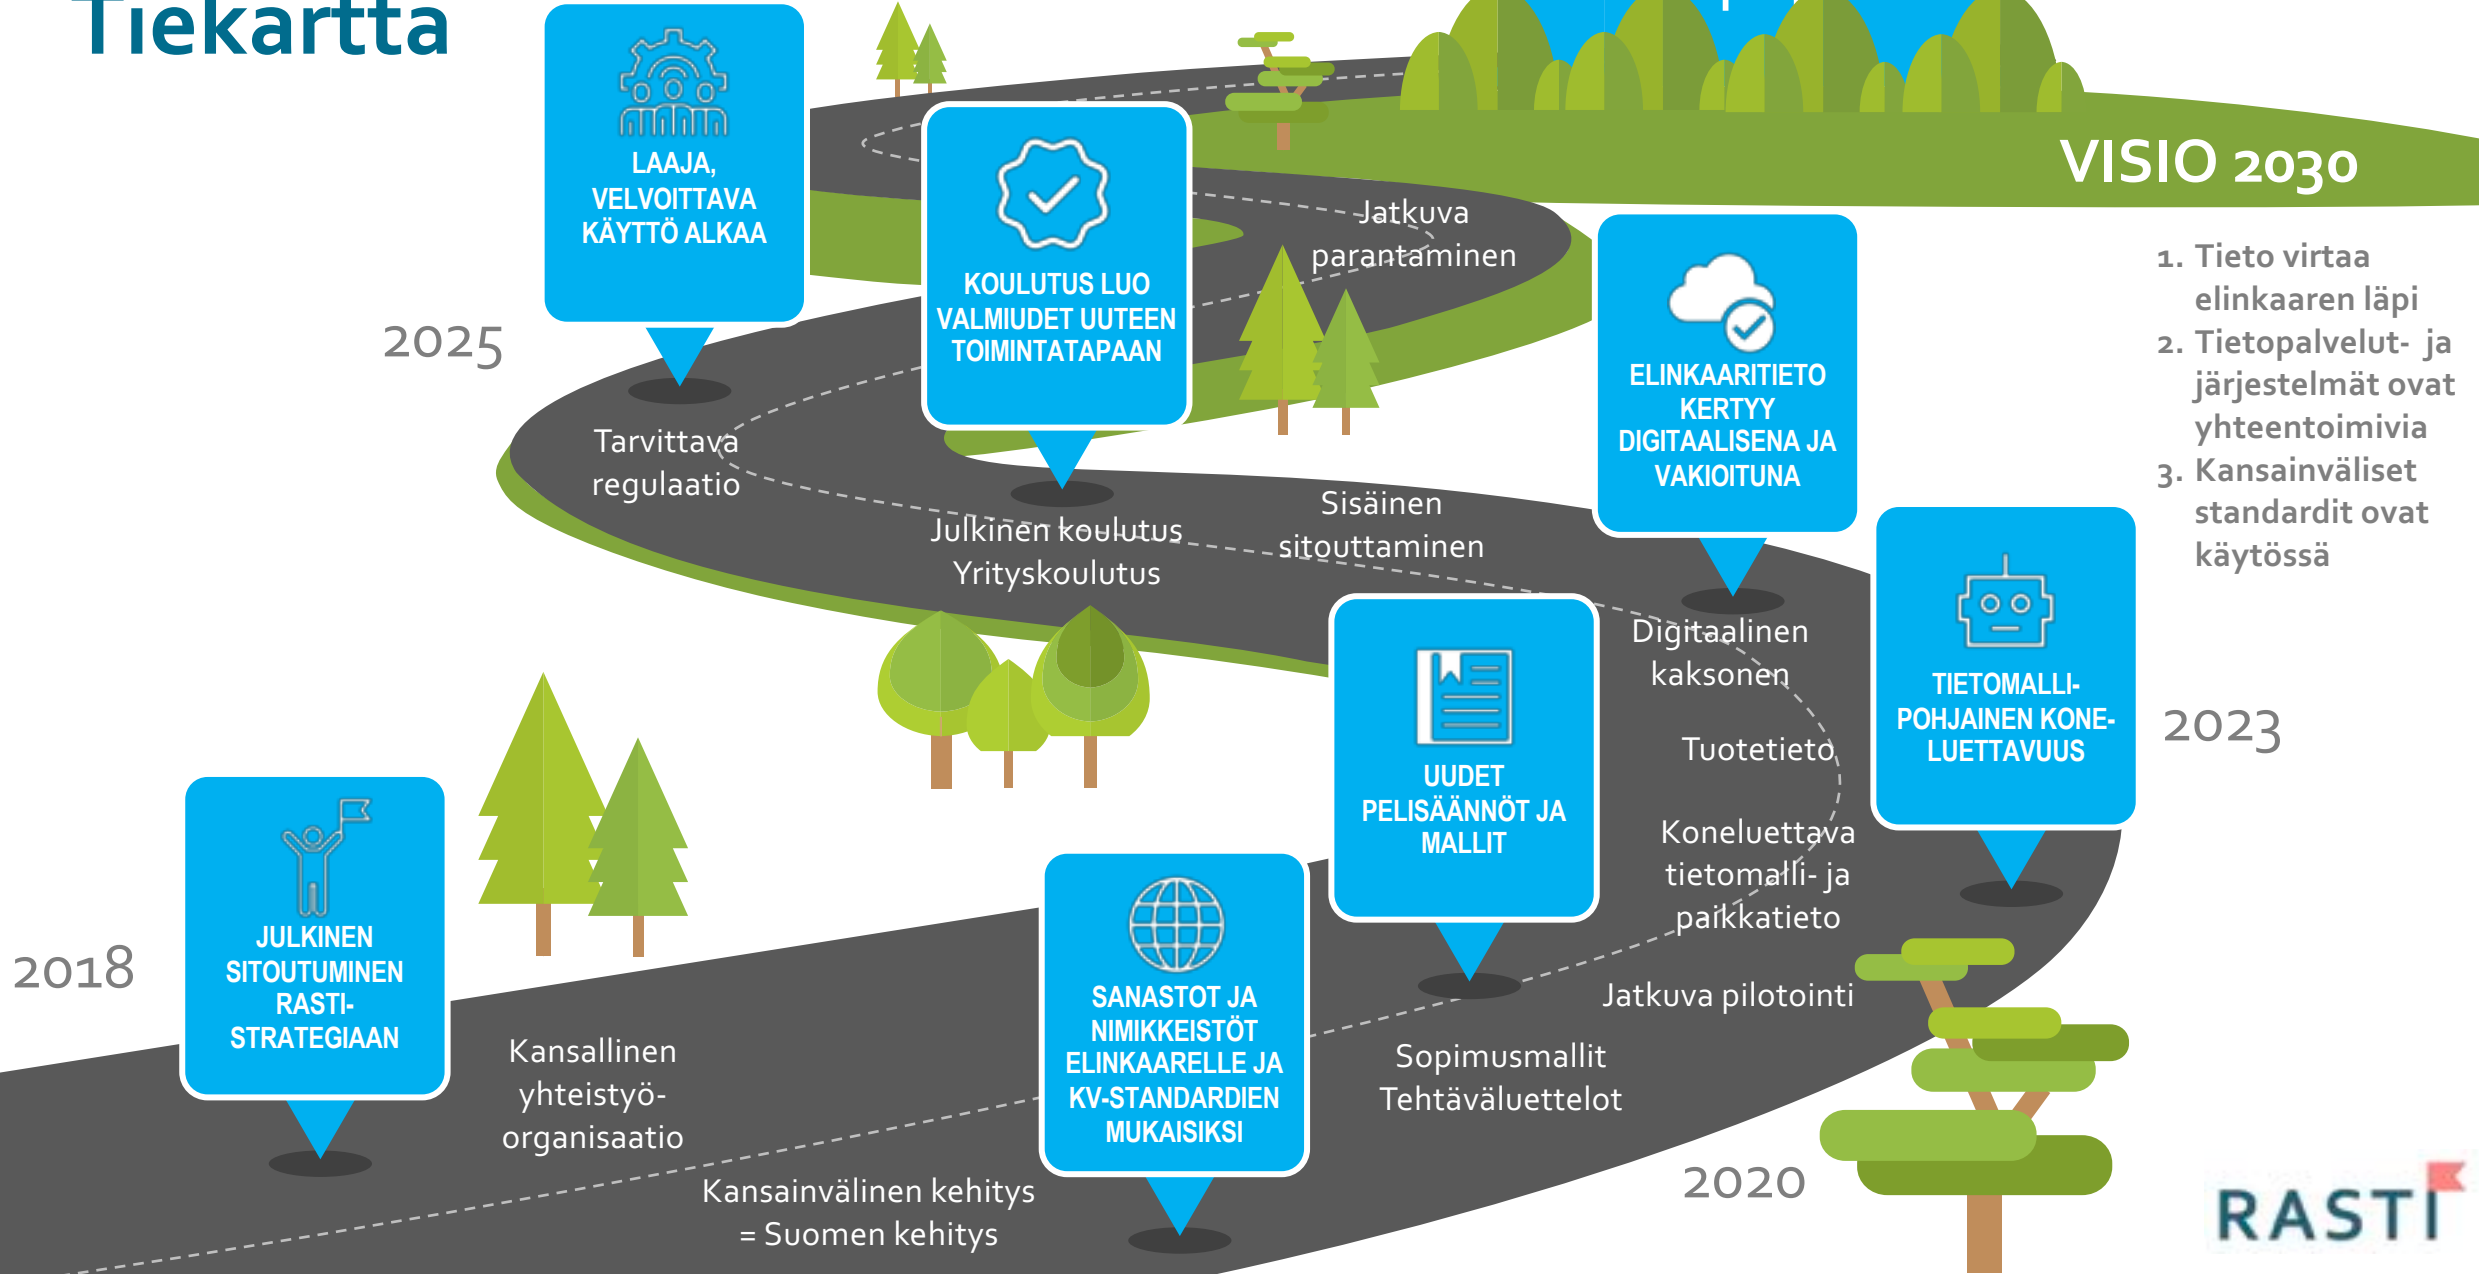 Tiekartta
LAAJA,
VELVOITTAVA
KÄYTTÖ ALKAA
KOULUTUS LUO
VALMIUDET UUTEEN
TOIMINTATAPAAN
Jatkuva
parantaminen
VISIO 2030
1. Tieto virtaa
elinkaaren läpi
2. Tietopalvelut- ja
järjestelmät ovat
yhteentoimivia
3. Kansainväliset
standardit ovat
käytössä
ELINKAARITIETO
KERTYY
DIGITAALISENA JA
VAKIOITUNA
2025
Tarvittava
regulaatio
Julkinen koulutus
Yrityskoulutus
Sisäinen
sitouttaminen
Digitaalinen
kaksonen
TIETOMALLI-
POHJAINEN KONE-
LUETTAVUUS
2023
Tuotetieto
UUDET
PELISÄÄNNÖT JA
MALLIT
Koneluettava
tietomalli- ja
paikkatieto
Jatkuva pilotointi
2018
JULKINEN
SITOUTUMINEN
RASTI-
STRATEGIAAN
Kansallinen
yhteistyö-
organisaatio
SANASTOT JA
NIMIKKEISTÖT
ELINKAARELLE JA
KV-STANDARDIEN
MUKAISIKSI
Sopimusmallit
Tehtäväluettelot
Kansainvälinen kehitys
= Suomen kehitys
2020
RASTI